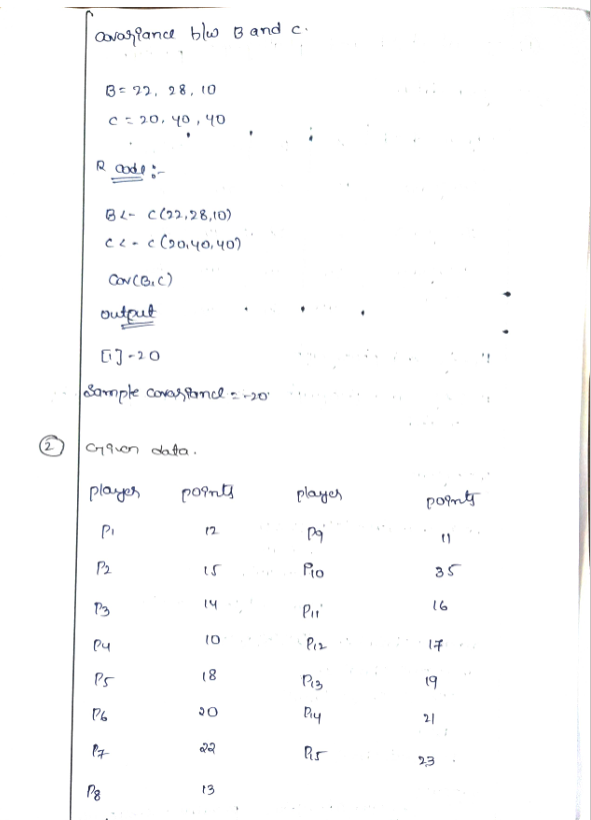 covariance b/w B and C.
B = 22, 28, 10
C = 20, 40, 40
R code :-
B <- C(22,28,10)
C <- C(20,40,40)
Cov(B,C)
output
[1] -20
Sample covariance = -20
② Given data.
player points player points
P1 12 P9 11
P2 15 P10 35
P3 14 P11 16
P4 10 P12 17
P5 18 P13 19
P6 20 P14 21
P7 22 P15 23
P8 13